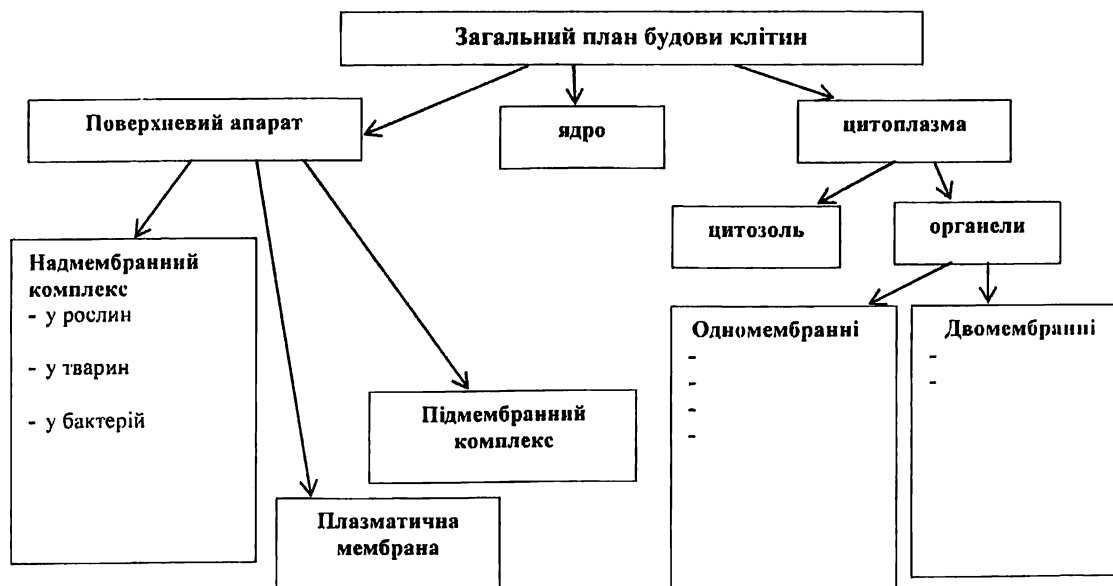 Загальний план будови клітин
Поверхневий апарат
ядро
цитоплазма
цитозоль
органели
Надмембранний
комплекс
- у рослин
- у тварин
- у бактерій
Підмембранний
комплекс
Плазматична
мембрана
Одномембранні
-
-
-
-
Двомембранні
-
-